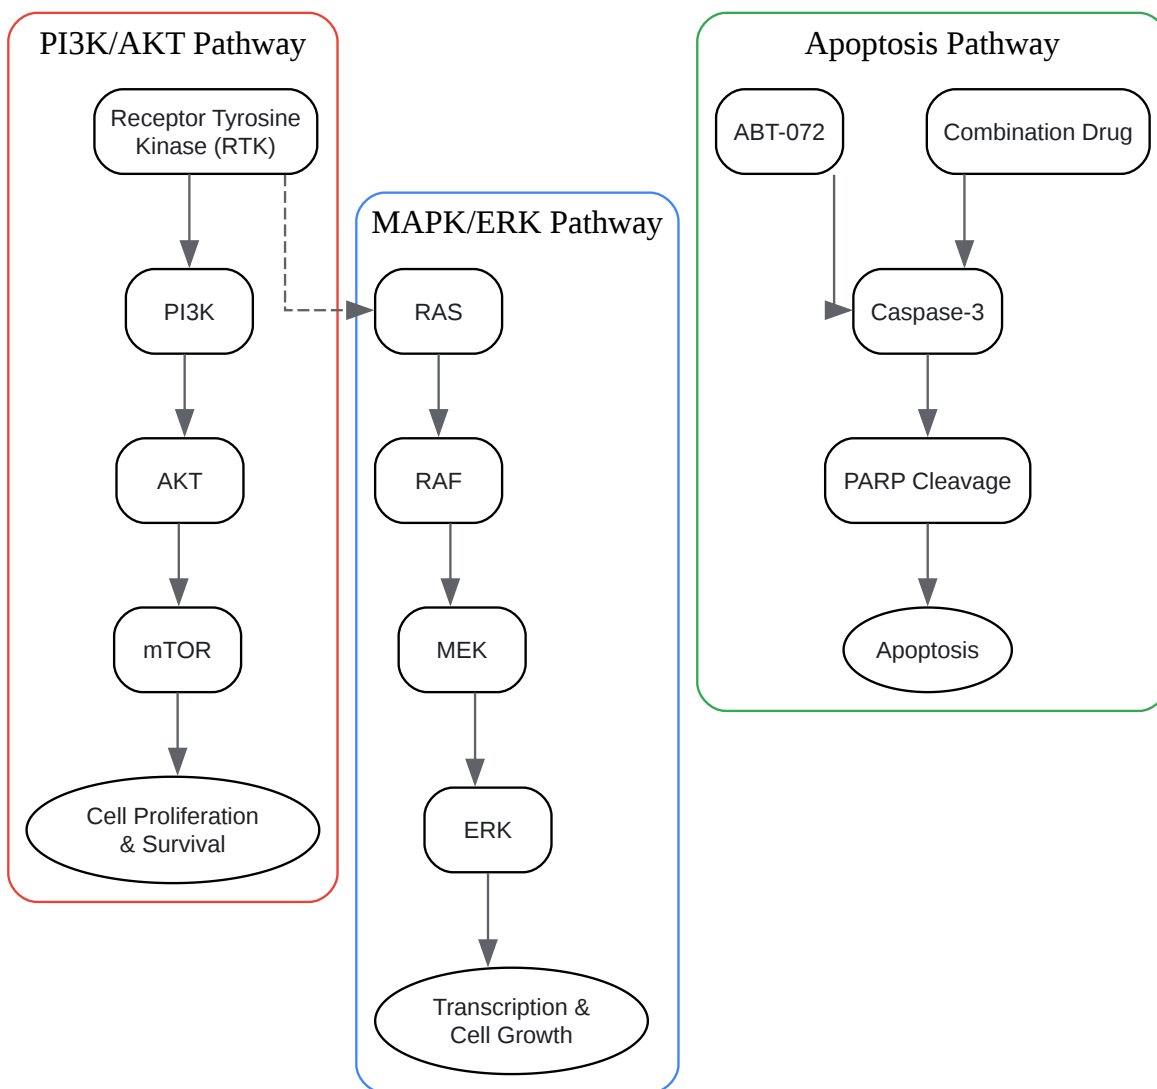 PI3K/AKT Pathway
Receptor Tyrosine
Kinase (RTK)
PI3K
AKT
mTOR
Cell Proliferation
& Survival
MAPK/ERK Pathway
RAS
RAF
MEK
ERK
Transcription &
Cell Growth
Apoptosis Pathway
ABT-072
Combination Drug
Caspase-3
PARP Cleavage
Apoptosis